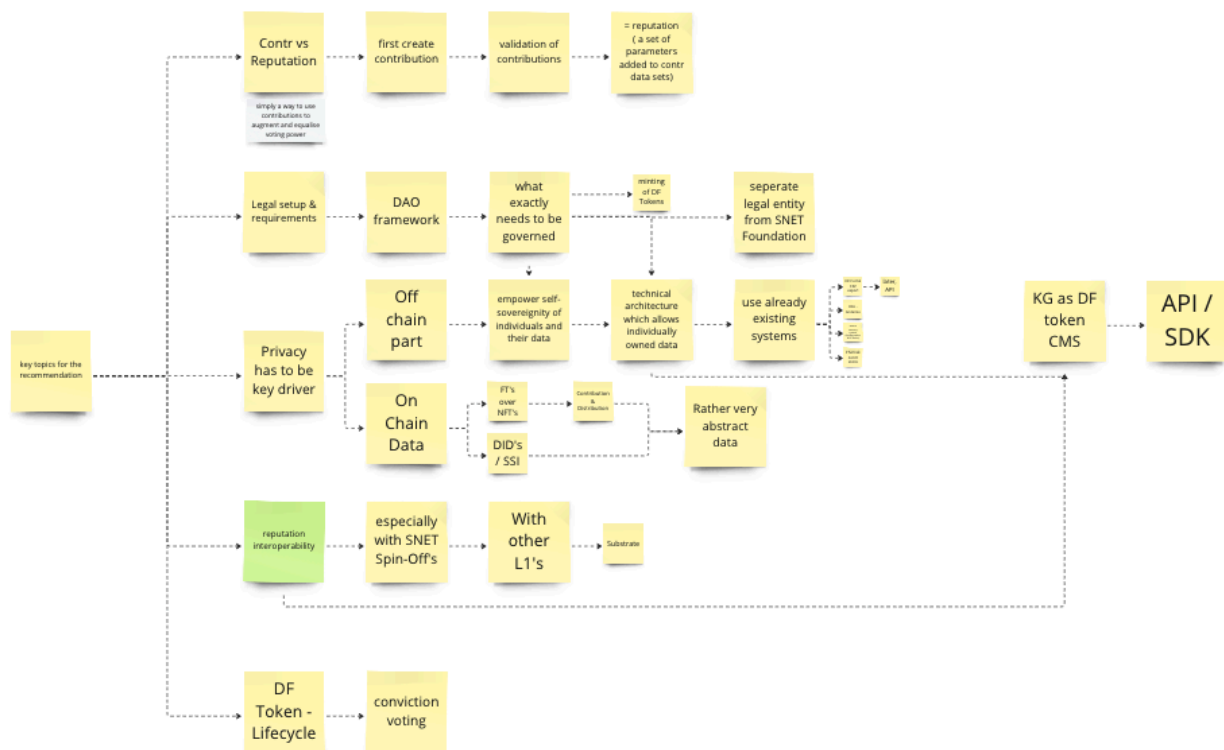 Contr vs
Reputation
first create
contribution
validation of
contributions
= reputation
( a set of
parameters
added to contr
data sets)
simply a way to use
contributions to
augment and equalise
voting power
Legal setup &
requirements
DAO
framework
what
exactly
needs to be
governed
minting
of DF
Tokens
seperate
legal entity
from SNET
Foundation
key topics for the
recommendation
Privacy
has to be
key driver
Off
chain
part
empower self-
sovereignity of
individuals and
their data
technical
architecture
which allows
individually
owned data
use already
existing
systems
API
KG as DF
token
CMS
API /
SDK
On
Chain
Data
FT's
over
NFT's
Contribution
&
Distribution
DID's
/ SSI
Rather very
abstract
data
reputation
interoperability
especially
with SNET
Spin-Off's
With
other
L1's
Substrate
DF
Token -
Lifecycle
conviction
voting